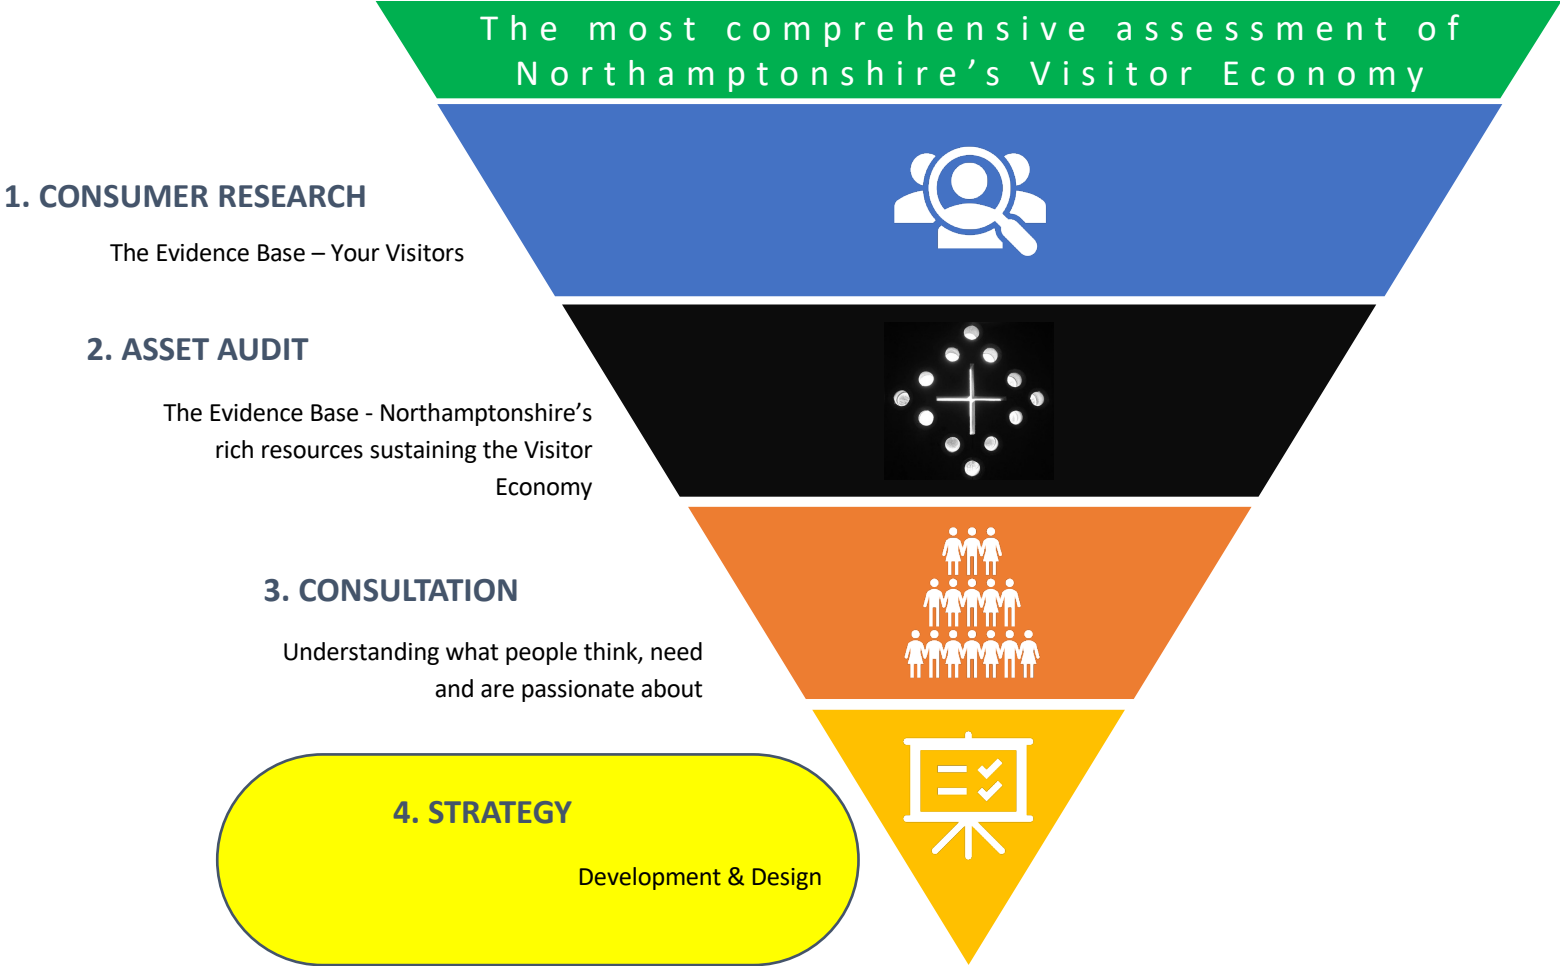 The most comprehensive assessment of
Northamptonshire’s Visitor Economy
1. CONSUMER RESEARCH
The Evidence Base – Your Visitors
2. ASSET AUDIT
The Evidence Base - Northamptonshire’s
rich resources sustaining the Visitor
Economy
3. CONSULTATION
Understanding what people think, need
and are passionate about
4. STRATEGY
Development & Design